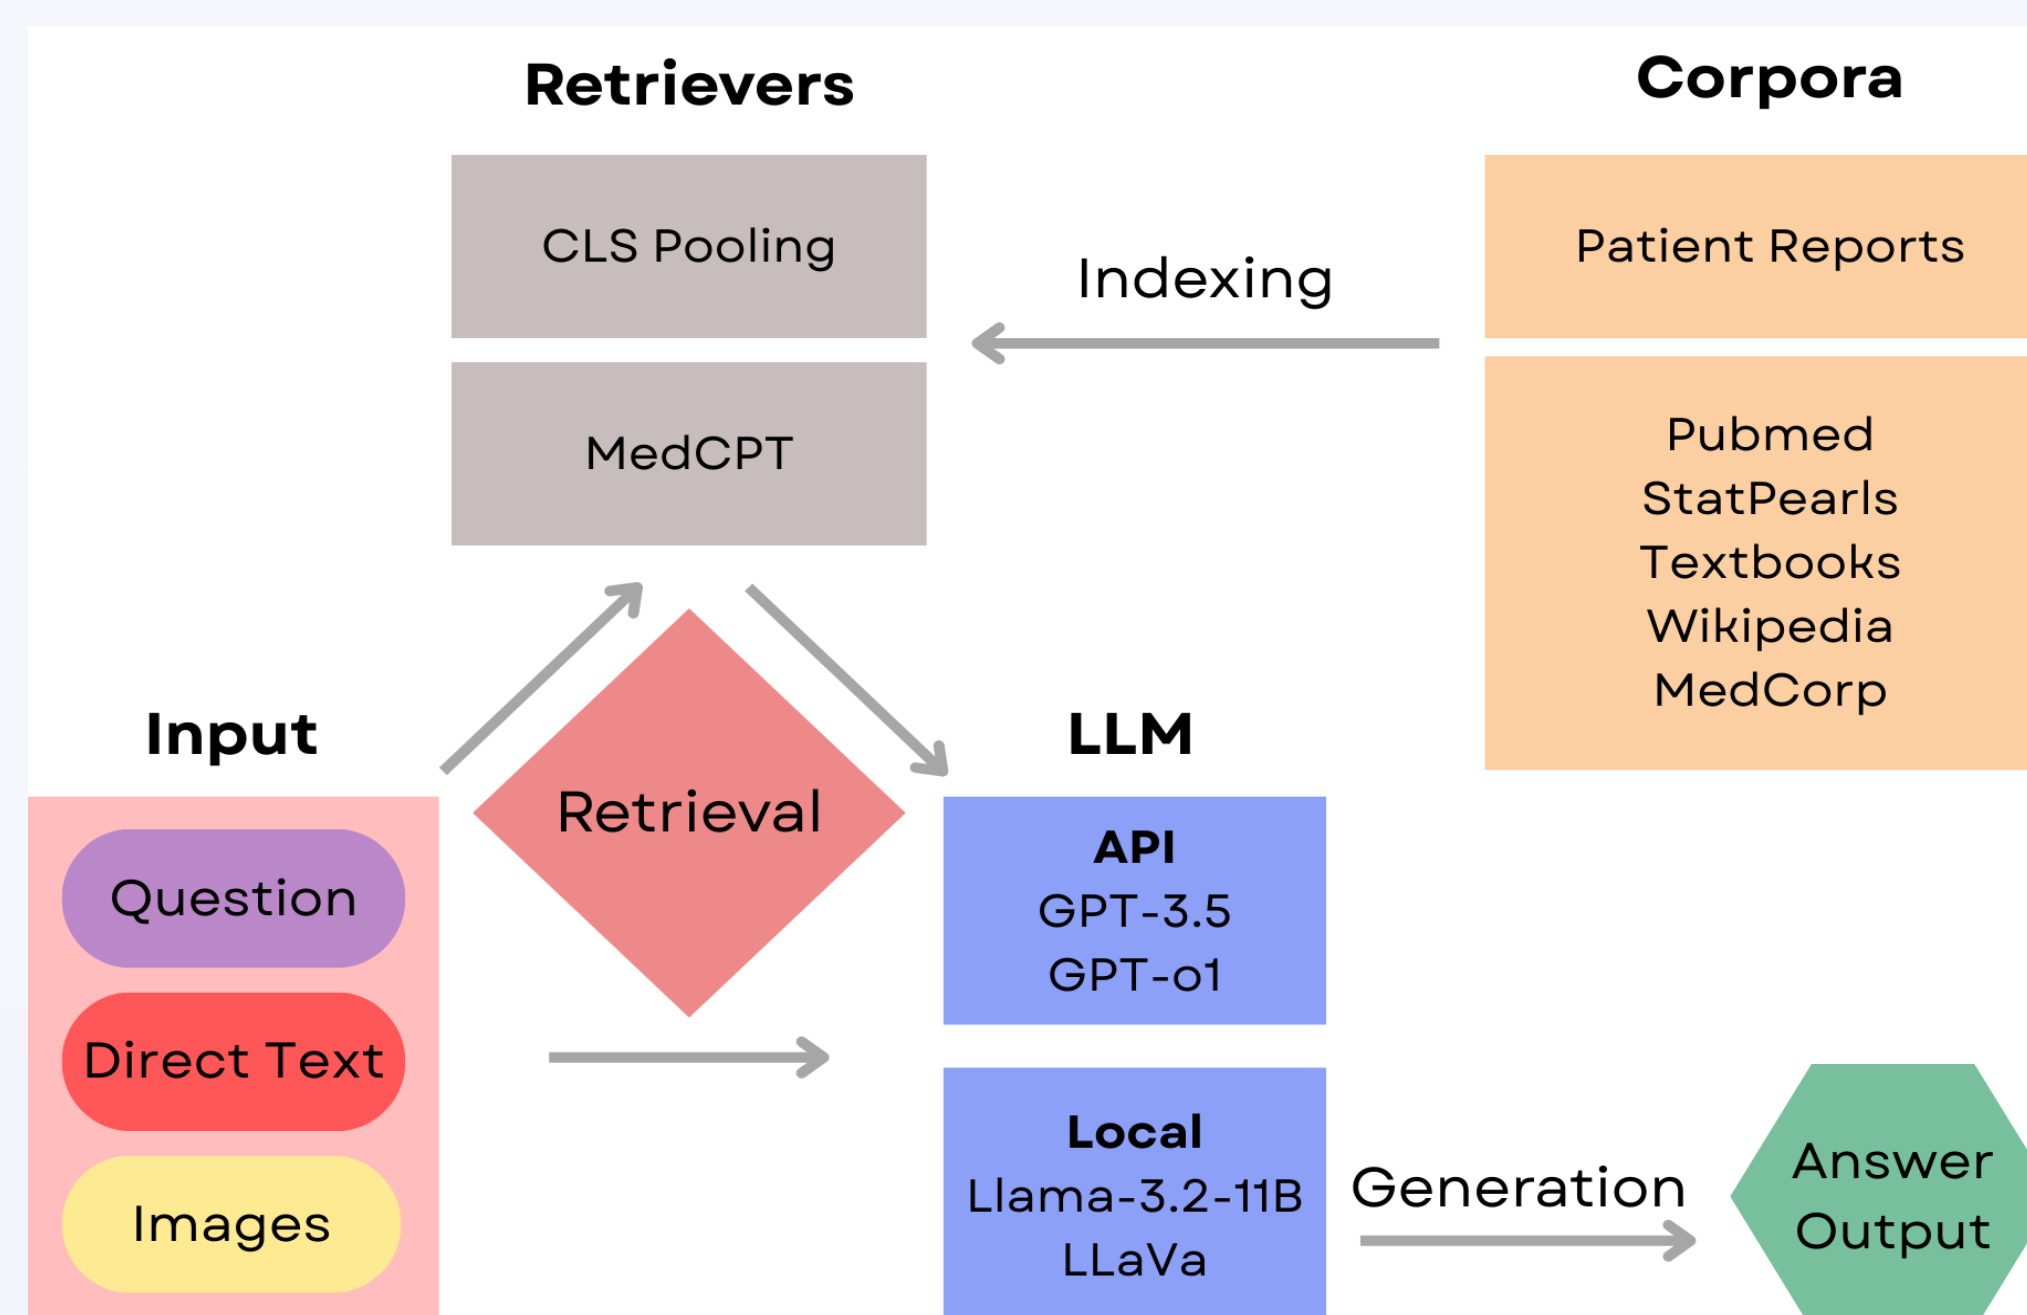 Retrievers
Corpora
CLS Pooling
Patient Reports
Indexing
MedCPT
Pubmed
StatPearls
Textbooks
Wikipedia
MedCorp
Input
LLM
Retrieval
API
GPT-3.5
GPT-o1
Question
Direct Text
Images
Local
Llama-3.2-11B
LLaVa
Generation
Answer
Output